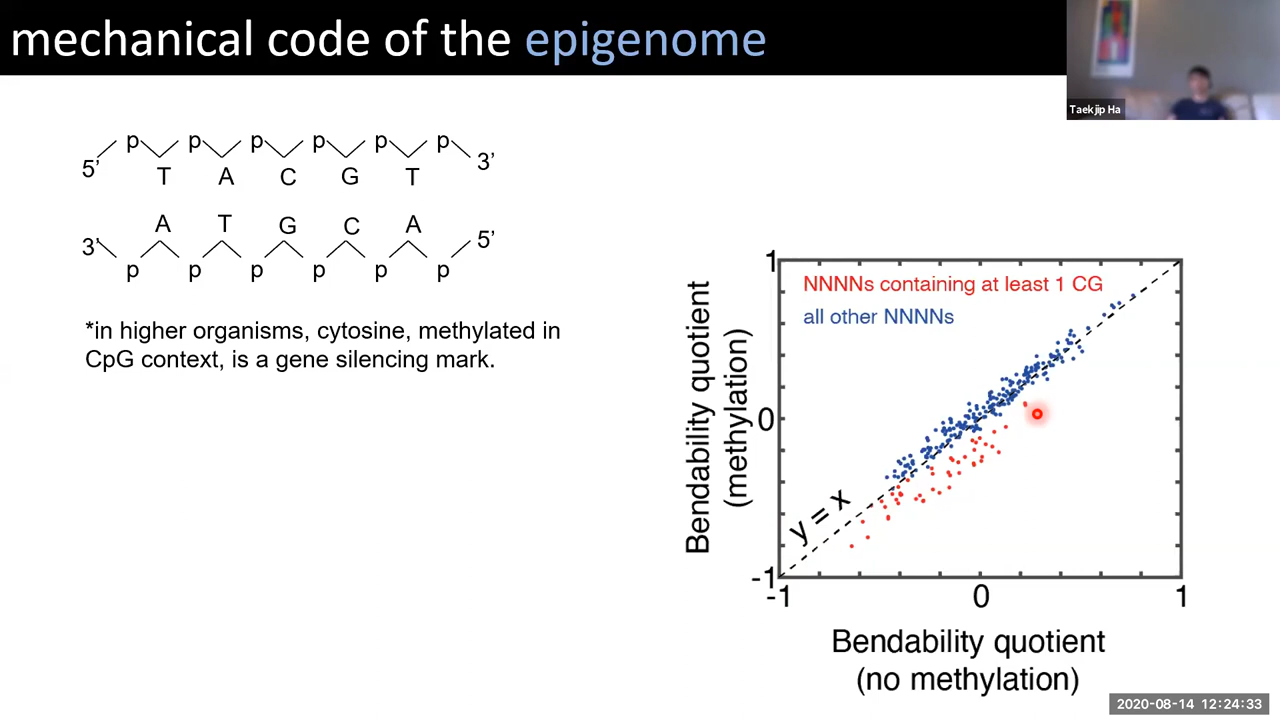 mechanical code of the epigenome
Taekjip Ha
p p p p p p
5’ 3’
T A C G T
A T G C A
3’ 5’
p p p p p p
*in higher organisms, cytosine, methylated in
CpG context, is a gene silencing mark.
NNNNs containing at least 1 CG
all other NNNNs
Bendability quotient
(methylation)
1
0
-1
y = x
-1 0 1
Bendability quotient
(no methylation)
2020-08-14 12:24:33